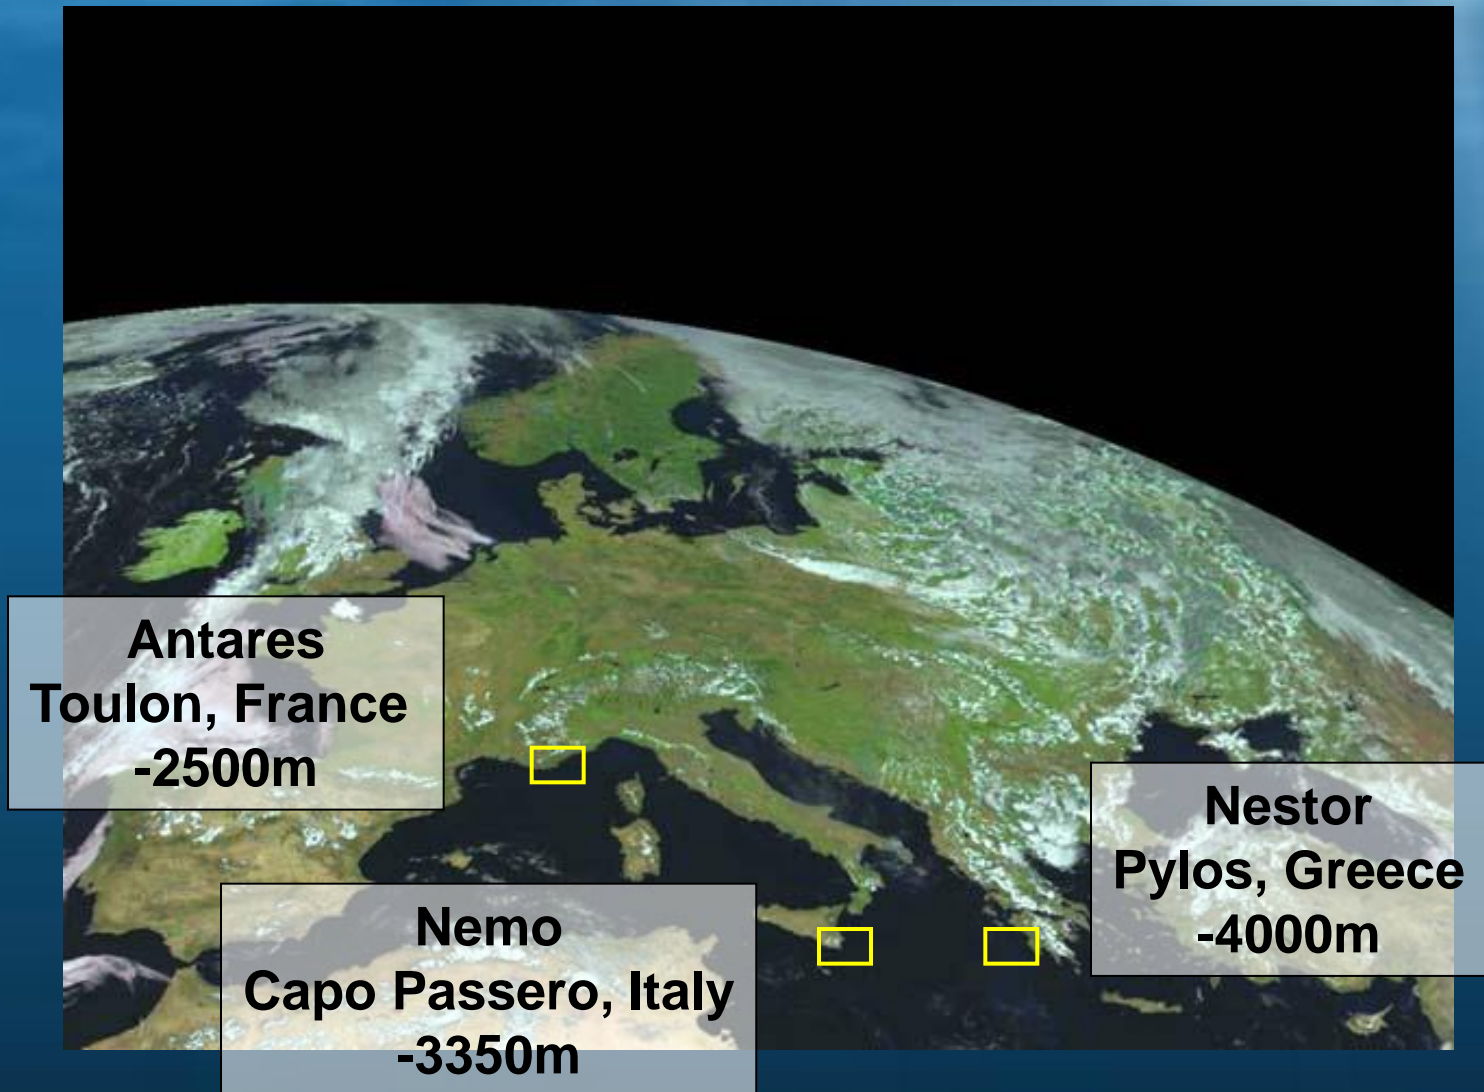 Antares
Toulon, France
-2500m
Nestor
Pylos, Greece
-4000m
Nemo
Capo Passero, Italy
-3350m